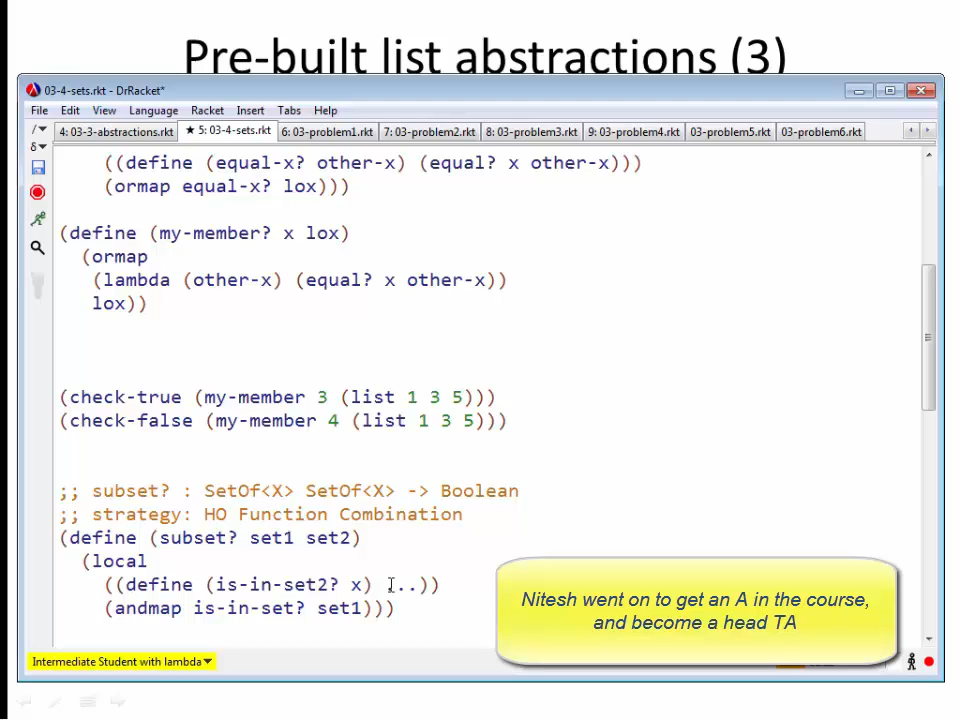 Pre-built list abstractions (3)
03-4-sets.rkt - DrRacket*
File Edit View Language Racket Insert Tabs Help
4: 03-3-abstractions.rkt ★ 5: 03-4-sets.rkt 6: 03-problem1.rkt 7: 03-problem2.rkt 8: 03-problem3.rkt 9: 03-problem4.rkt 03-problem5.rkt 03-problem6.rkt
((define (equal-x? other-x) (equal? x other-x)))
(ormap equal-x? lox)))
(define (my-member? x lox)
(ormap
(lambda (other-x) (equal? x other-x))
lox))
(check-true (my-member 3 (list 1 3 5)))
(check-false (my-member 4 (list 1 3 5)))
;; subset? : SetOf<X> SetOf<X> -> Boolean
;; strategy: HO Function Combination
(define (subset? set1 set2)
(local
((define (is-in-set2? x) ...))
(andmap is-in-set? set1)))
Nitesh went on to get an A in the course,
and become a head TA
Intermediate Student with lambda